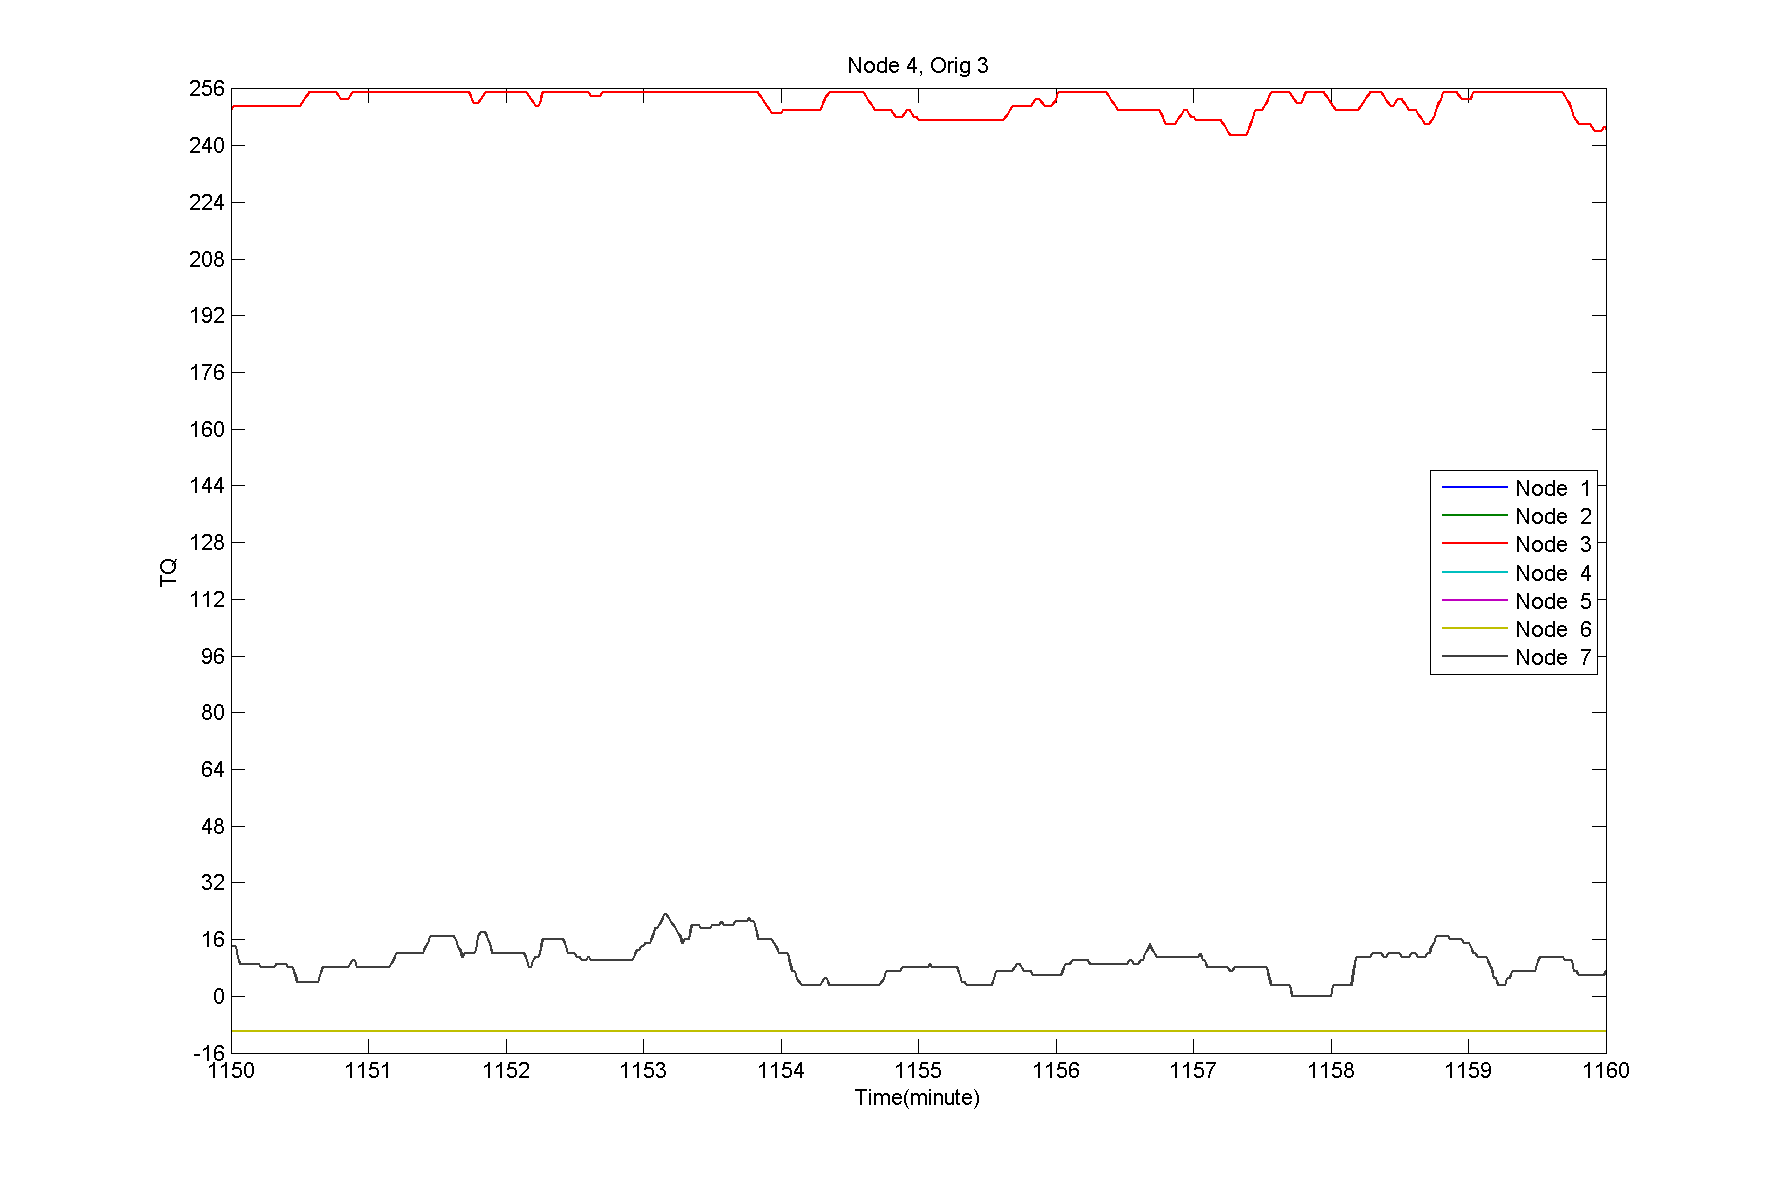 Node 4, Orig 3
256
240
224
208
192
176
160
144
128
112
96
80
64
48
32
16
0
-16
TQ
Node 1
Node 2
Node 3
Node 4
Node 5
Node 6
Node 7
1150 1151 1152 1153 1154 1155 1156 1157 1158 1159 1160
Time(minute)